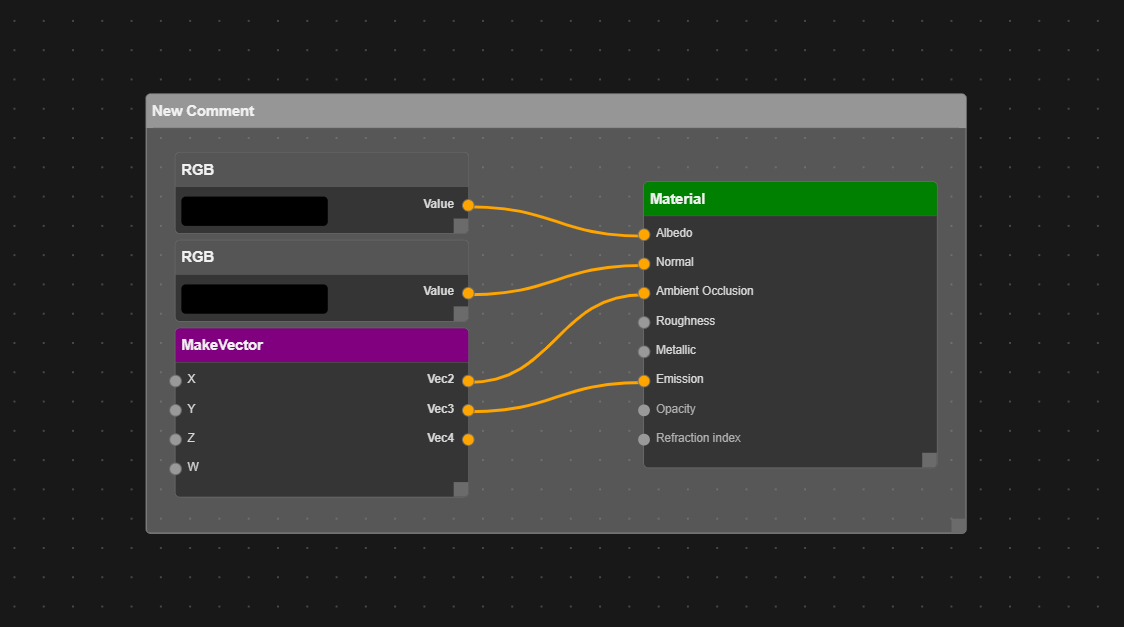 New Comment
RGB
Value
RGB
Value
MakeVector
X Vec2
Y Vec3
Z Vec4
W
Material
Albedo
Normal
Ambient Occlusion
Roughness
Metallic
Emission
Opacity
Refraction index